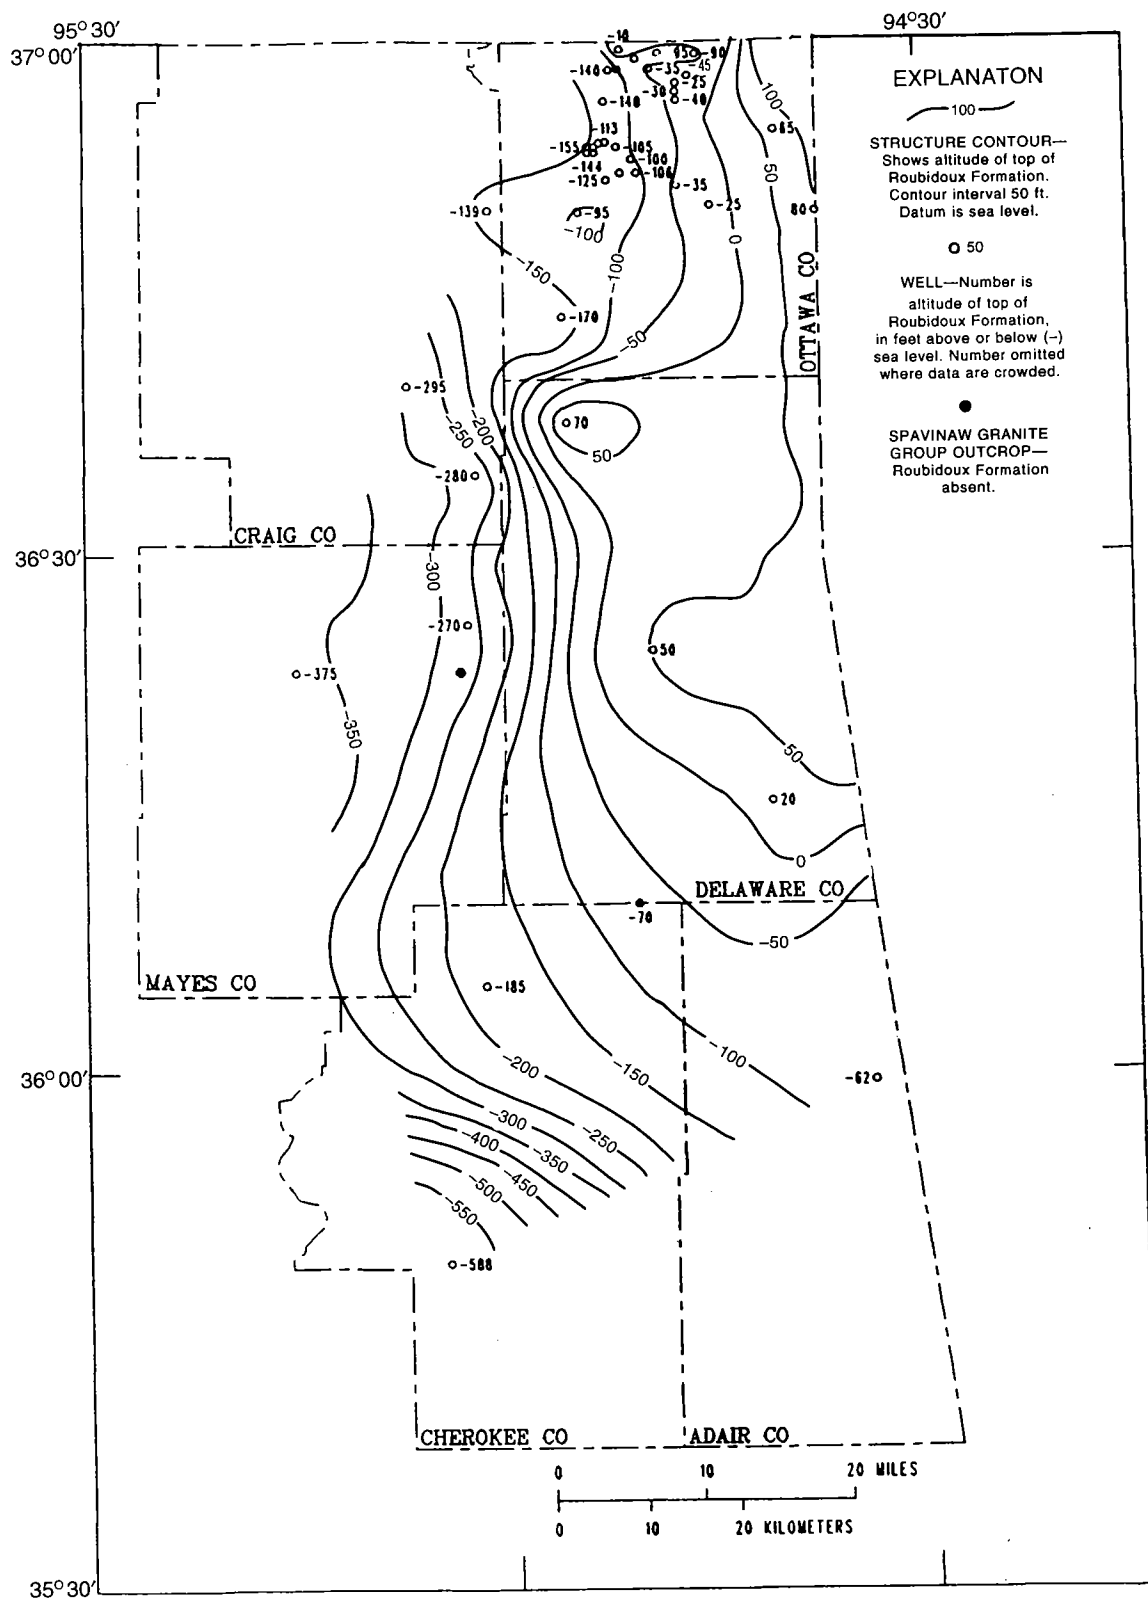 95°30′
94°30′
37°00′
-10
95
-90
-140
-35
-45
-25
-30
-40
-140
-113
-155
-105
-100
-144
-106
-125
-35
-139
-95
-25
-100
85
80
100
50
0
-150
-100
-170
-50
OTTAWA CO
EXPLANATON
100
STRUCTURE CONTOUR—
Shows altitude of top of
Roubidoux Formation.
Contour interval 50 ft.
Datum is sea level.
50
WELL—Number is
altitude of top of
Roubidoux Formation,
in feet above or below (-)
sea level. Number omitted
where data are crowded.
SPAVINAW GRANITE
GROUP OUTCROP—
Roubidoux Formation
absent.
-295
-250
-200
70
50
-280
CRAIG CO
36°30′
-300
-270
50
-375
-350
50
20
0
DELAWARE CO
-70
-50
MAYES CO
-185
-100
-200
-150
36°00′
-62
-300
-250
-400
-350
-450
-500
-550
-588
CHEROKEE CO
ADAIR CO
0 10 20 MILES
0 10 20 KILOMETERS
35°30′